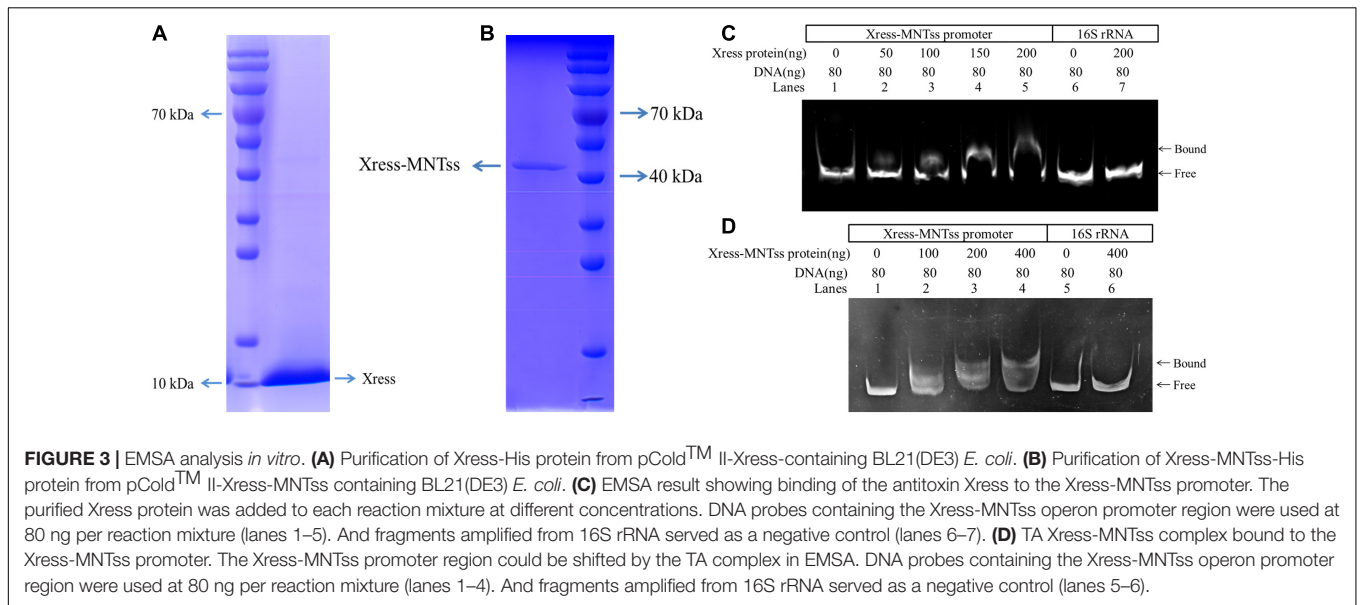 A
70 kDa
10 kDa
Xress
B
Xress-MNTss
70 kDa
40 kDa
C
Xress-MNTss promoter 16S rRNA
Xress protein(ng) 0 50 100 150 200 0 200
DNA(ng) 80 80 80 80 80 80 80
Lanes 1 2 3 4 5 6 7
←Bound
←Free
D
Xress-MNTss promoter 16S rRNA
Xress-MNTss protein(ng) 0 100 200 400 0 400
DNA(ng) 80 80 80 80 80 80
Lanes 1 2 3 4 5 6
←Bound
←Free
FIGURE 3 | EMSA analysis in vitro. (A) Purification of Xress-His protein from pCold™ II-Xress-containing BL21(DE3) E. coli. (B) Purification of Xress-MNTss-His
protein from pCold™ II-Xress-MNTss containing BL21(DE3) E. coli. (C) EMSA result showing binding of the antitoxin Xress to the Xress-MNTss promoter. The
purified Xress protein was added to each reaction mixture at different concentrations. DNA probes containing the Xress-MNTss operon promoter region were used at
80 ng per reaction mixture (lanes 1–5). And fragments amplified from 16S rRNA served as a negative control (lanes 6–7). (D) TA Xress-MNTss complex bound to the
Xress-MNTss promoter. The Xress-MNTss promoter region could be shifted by the TA complex in EMSA. DNA probes containing the Xress-MNTss operon promoter
region were used at 80 ng per reaction mixture (lanes 1–4). And fragments amplified from 16S rRNA served as a negative control (lanes 5–6).